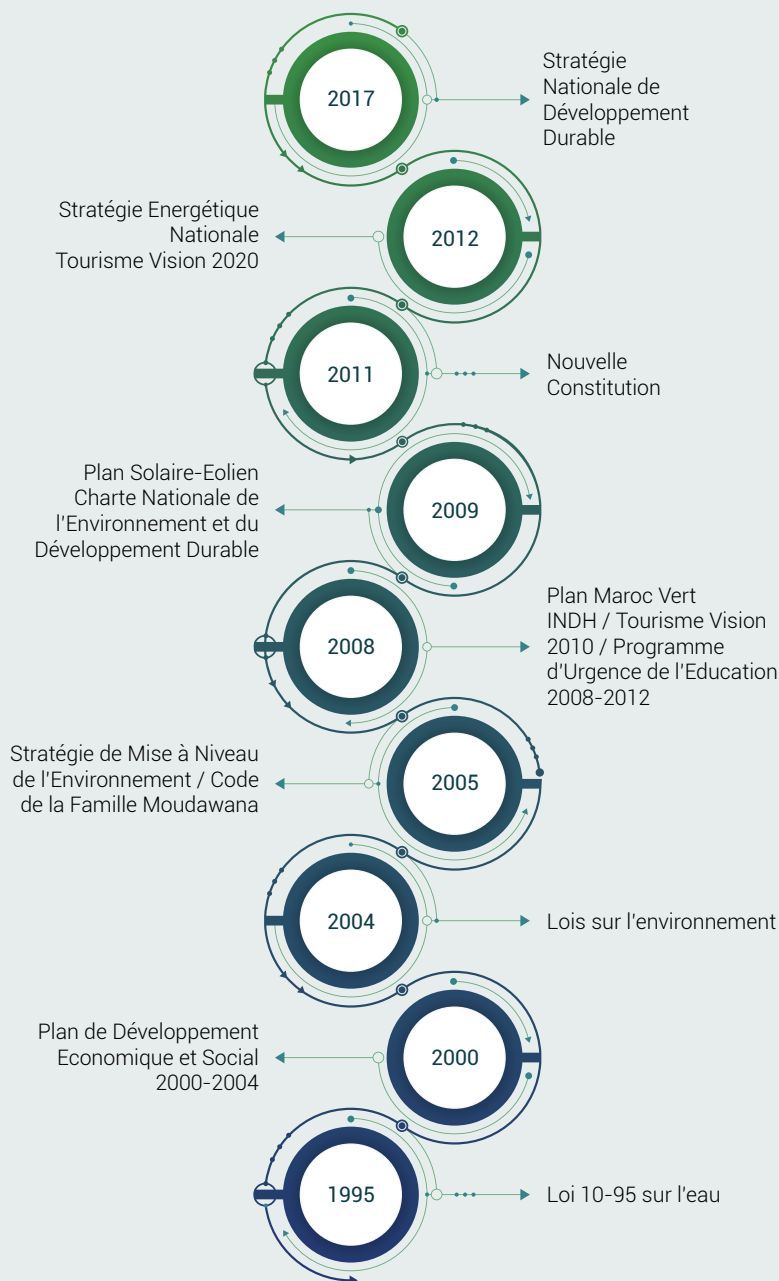 2017
Stratégie
Nationale de
Développement
Durable
Stratégie Energétique
Nationale
Tourisme Vision 2020
2012
2011
Nouvelle
Constitution
Plan Solaire-Eolien
Charte Nationale de
l'Environnement et du
Développement Durable
2009
2008
Plan Maroc Vert
INDH / Tourisme Vision
2010 / Programme
d'Urgence de l'Education
2008-2012
Stratégie de Mise à Niveau
de l'Environnement / Code
de la Famille Moudawana
2005
2004
Lois sur l'environnement
Plan de Développement
Economique et Social
2000-2004
2000
1995
Loi 10-95 sur l'eau